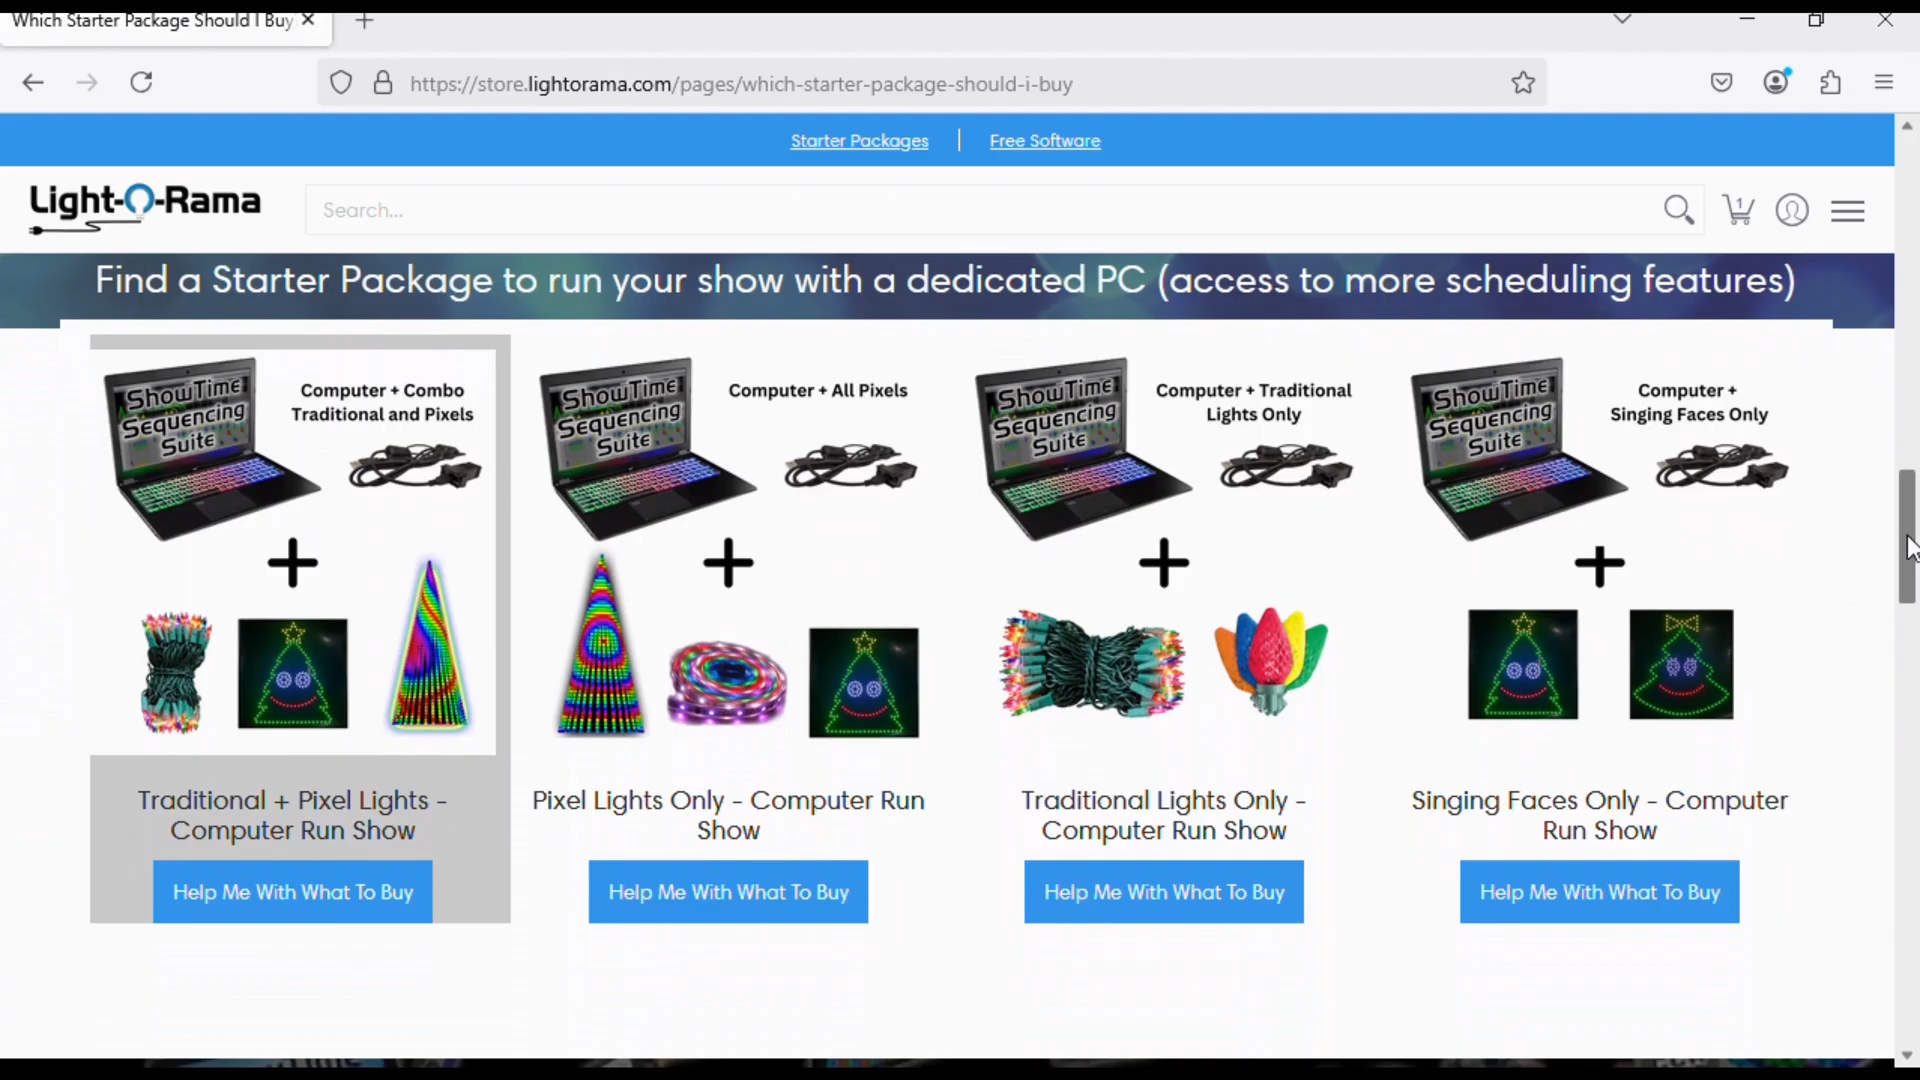 Which Starter Package Should I Buy
https://store.lightorama.com/pages/which-starter-package-should-i-buy
Starter Packages | Free Software
Light-O-Rama
Search...
1
Find a Starter Package to run your show with a dedicated PC (access to more scheduling features)
ShowTime
Sequencing
Suite
Computer + Combo
Traditional and Pixels
ShowTime
Sequencing
Suite
Computer + All Pixels
ShowTime
Sequencing
Suite
Computer + Traditional
Lights Only
ShowTime
Sequencing
Suite
Computer +
Singing Faces Only
Traditional + Pixel Lights -
Computer Run Show
Help Me With What To Buy
Pixel Lights Only - Computer Run
Show
Help Me With What To Buy
Traditional Lights Only -
Computer Run Show
Help Me With What To Buy
Singing Faces Only - Computer
Run Show
Help Me With What To Buy